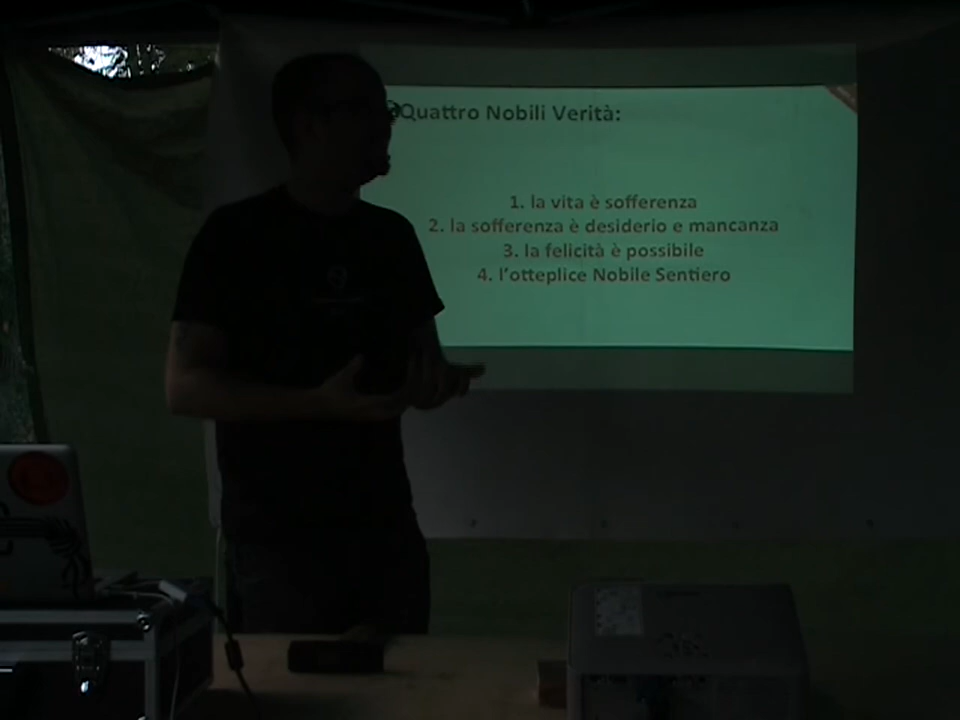 Quattro Nobili Verità:
1. la vita è sofferenza
2. la sofferenza è desiderio e mancanza
3. la felicità è possibile
4. l'otteplice Nobile Sentiero